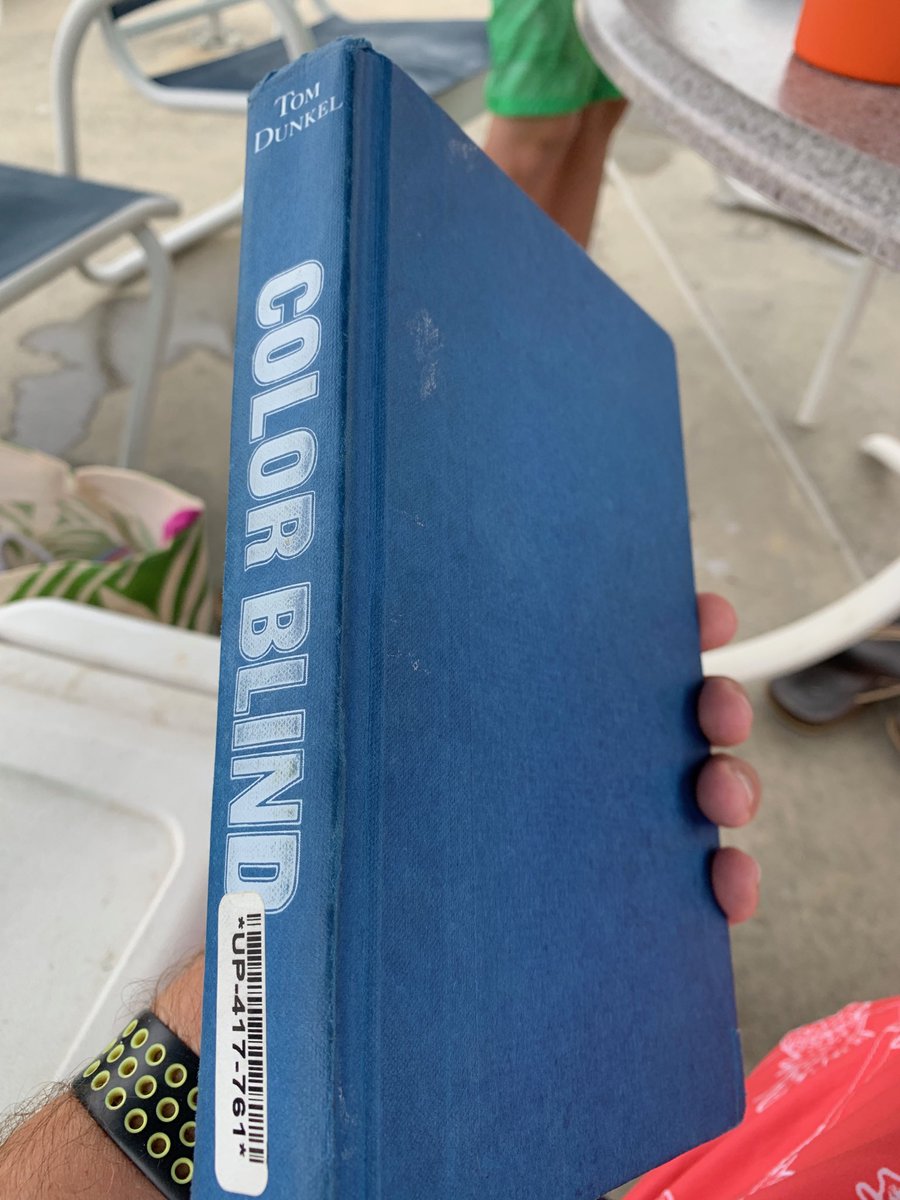 TOM
DUNKEL
COLOR BLIND
*UP-417-761*